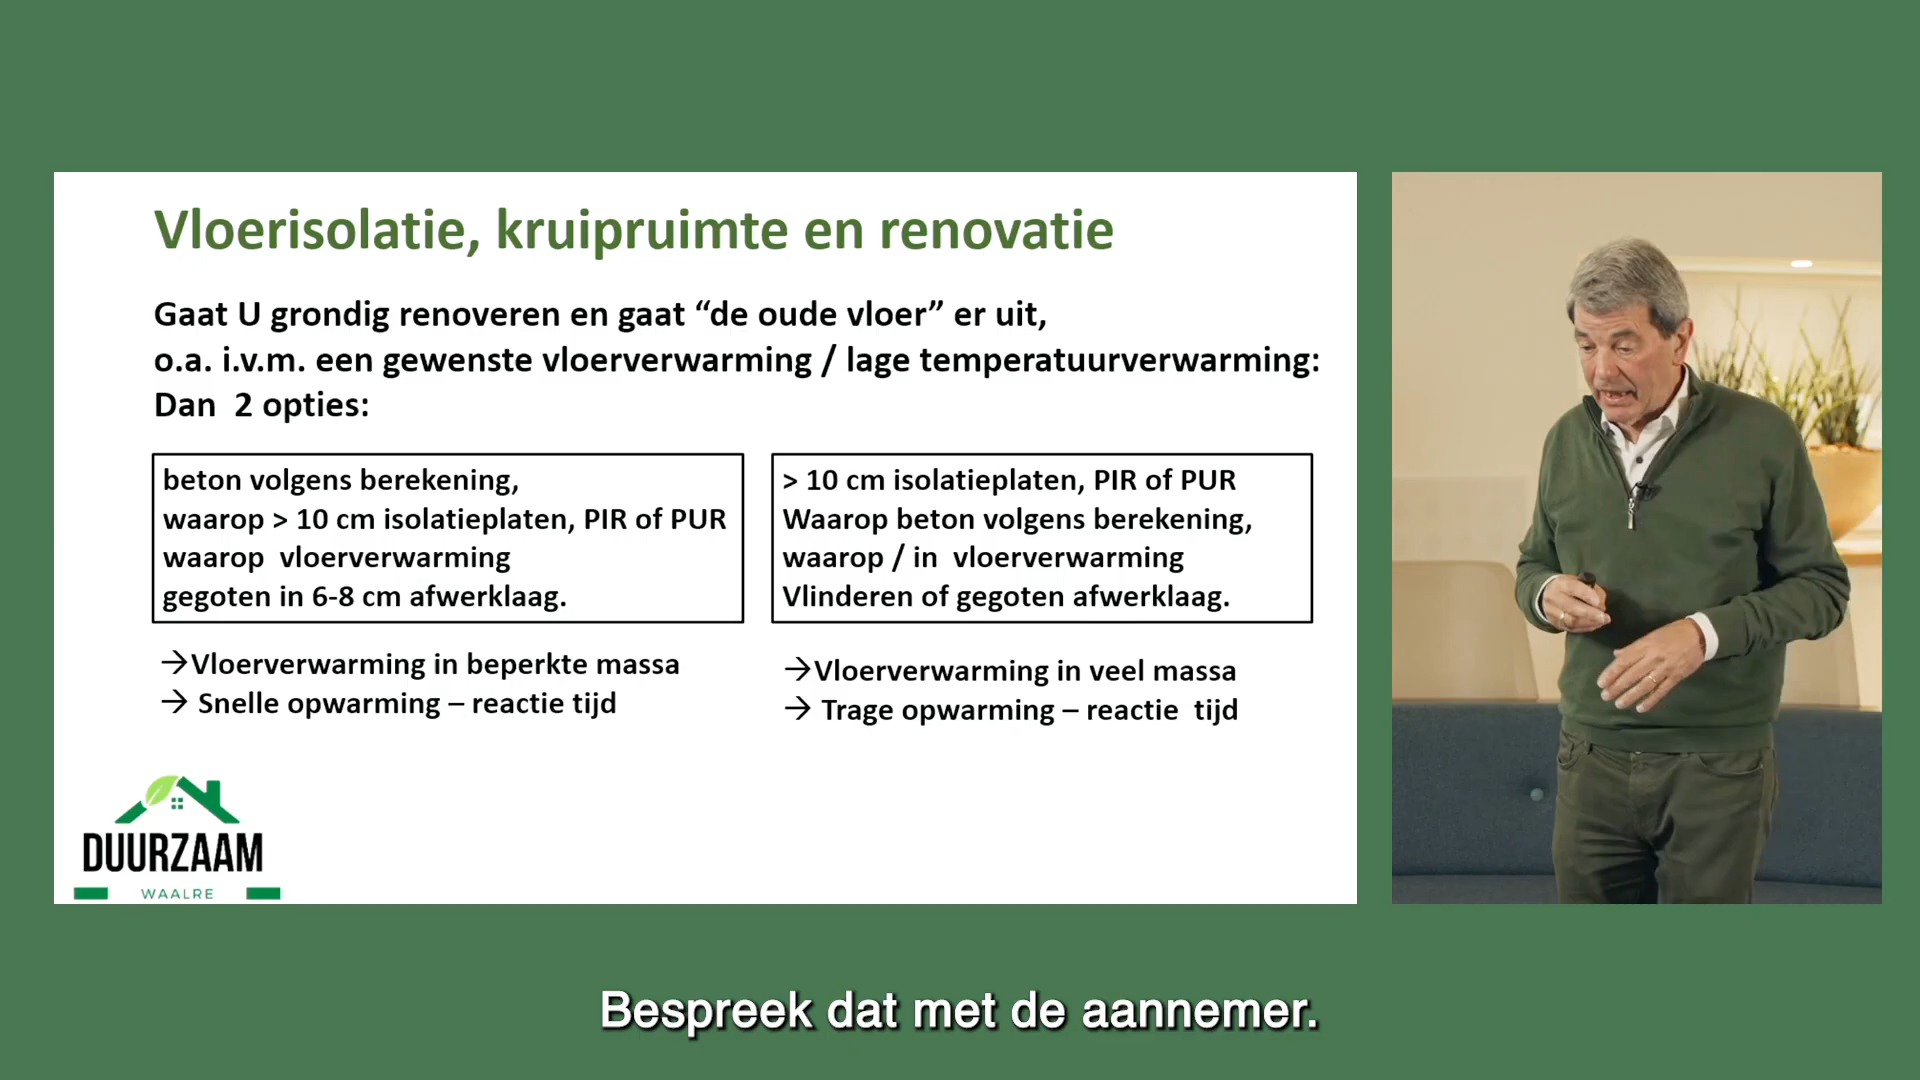 Vloerisolatie, kruipruimte en renovatie
Gaat U grondig renoveren en gaat “de oude vloer” er uit,
o.a. i.v.m. een gewenste vloerverwarming / lage temperatuurverwarming:
Dan 2 opties:
beton volgens berekening,
waarop > 10 cm isolatieplaten, PIR of PUR
waarop vloerverwarming
gegoten in 6-8 cm afwerklaag.
→Vloerverwarming in beperkte massa
→ Snelle opwarming – reactie tijd
> 10 cm isolatieplaten, PIR of PUR
Waarop beton volgens berekening,
waarop / in vloerverwarming
Vlinderen of gegoten afwerklaag.
→Vloerverwarming in veel massa
→ Trage opwarming – reactie tijd
DUURZAAM
WAALRE
Bespreek dat met de aannemer.